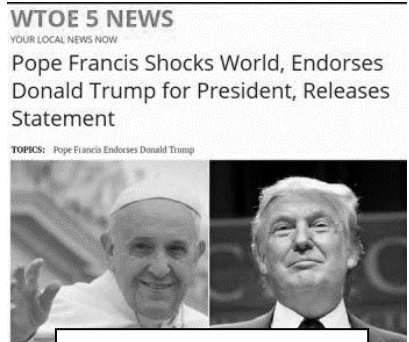 WTOE 5 NEWS
YOUR LOCAL NEWS NOW
Pope Francis Shocks World, Endorses
Donald Trump for President, Releases
Statement
TOPICS: Pope Francis Endorses Donald Trump